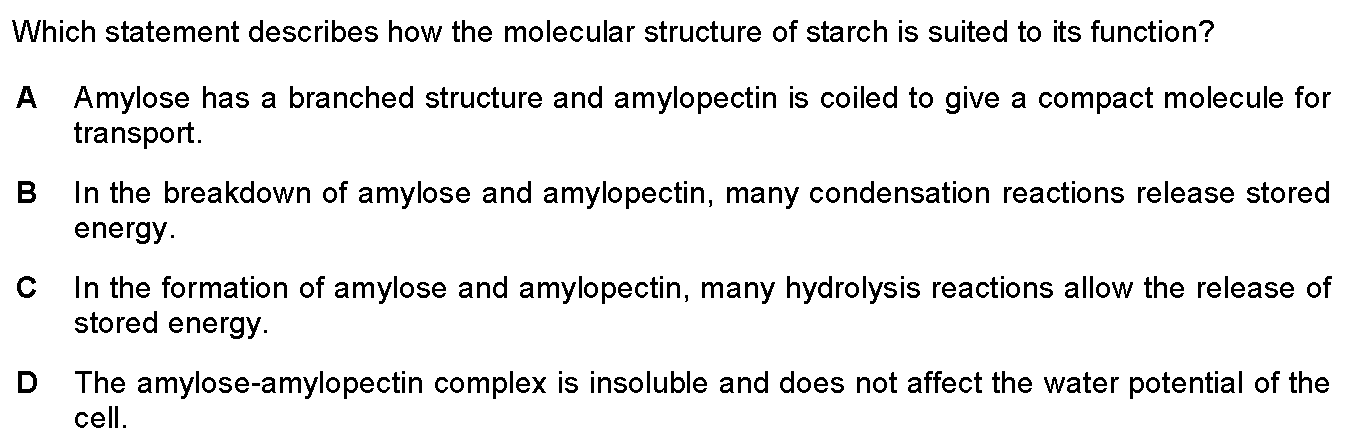 Which statement describes how the molecular structure of starch is suited to its function?
A Amylose has a branched structure and amylopectin is coiled to give a compact molecule for
transport.
B In the breakdown of amylose and amylopectin, many condensation reactions release stored
energy.
C In the formation of amylose and amylopectin, many hydrolysis reactions allow the release of
stored energy.
D The amylose-amylopectin complex is insoluble and does not affect the water potential of the
cell.